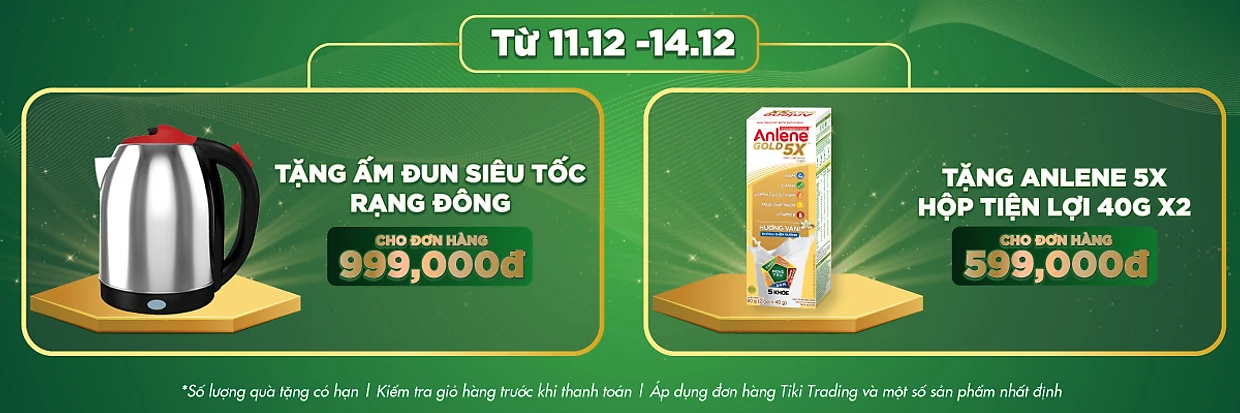 Từ 11.12 -14.12
TẶNG ẤM ĐUN SIÊU TỐC
RẠNG ĐÔNG
CHO ĐƠN HÀNG
999,000đ
Anlene
GOLD 5X
HƯƠNG VANI
5 KHỎE
TẶNG ANLENE 5X
HỘP TIỆN LỢI 40G X2
CHO ĐƠN HÀNG
599,000đ
*Số lượng quà tặng có hạn | Kiểm tra giỏ hàng trước khi thanh toán | Áp dụng đơn hàng Tiki Trading và một số sản phẩm nhất định